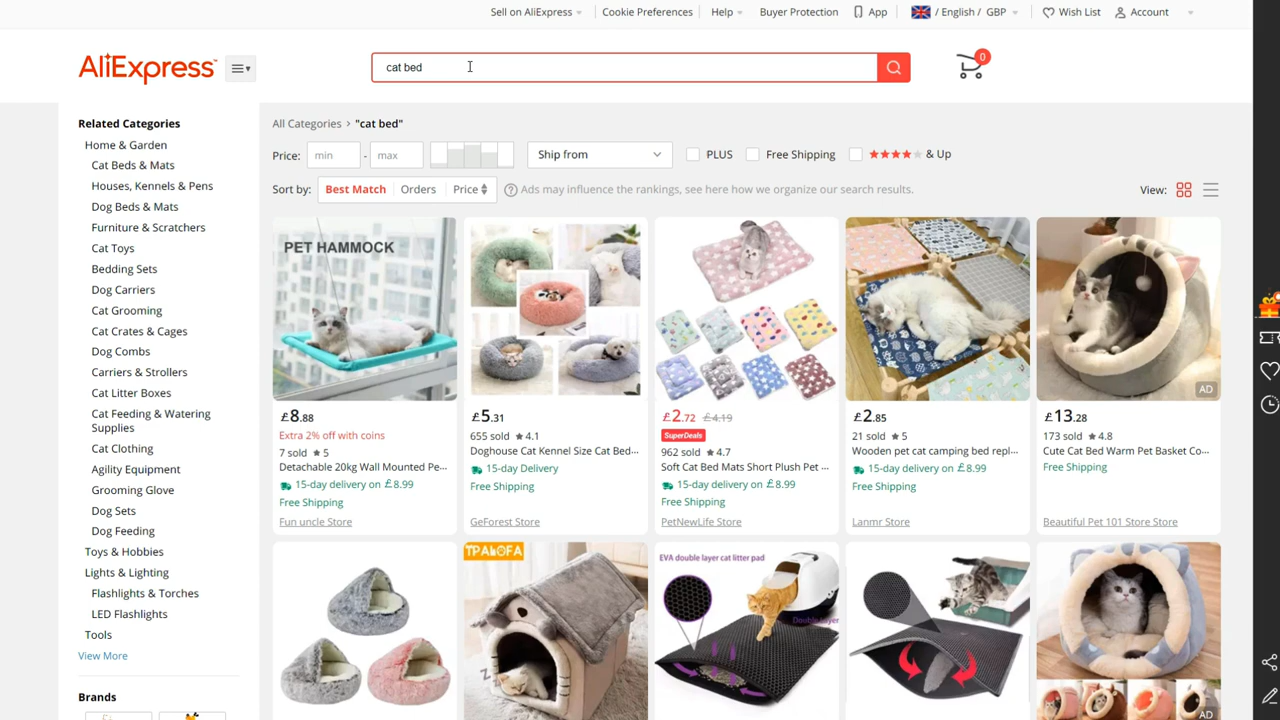 Sell on AliExpress
Cookie Preferences
Help
Buyer Protection
App
/ English / GBP
Wish List
Account
AliExpress
cat bed
0
Related Categories
Home & Garden
Cat Beds & Mats
Houses, Kennels & Pens
Dog Beds & Mats
Furniture & Scratchers
Cat Toys
Bedding Sets
Dog Carriers
Cat Grooming
Cat Crates & Cages
Dog Combs
Carriers & Strollers
Cat Litter Boxes
Cat Feeding & Watering
Supplies
Cat Clothing
Agility Equipment
Grooming Glove
Dog Sets
Dog Feeding
Toys & Hobbies
Lights & Lighting
Flashlights & Torches
LED Flashlights
Tools
View More
Brands
All Categories > "cat bed"
Price: min - max
Ship from
PLUS
Free Shipping
& Up
Sort by: Best Match Orders Price
Ads may influence the rankings, see here how we organize our search results.
View:
PET HAMMOCK
£8.88
Extra 2% off with coins
7 sold ★5
Detachable 20kg Wall Mounted Pe...
15-day delivery on £8.99
Free Shipping
Fun uncle Store
£5.31
655 sold ★4.1
Doghouse Cat Kennel Size Cat Bed...
15-day Delivery
Free Shipping
GeForest Store
£2.72 £4.19
SuperDeals
962 sold ★4.7
Soft Cat Bed Mats Short Plush Pet ...
15-day delivery on £8.99
Free Shipping
PetNewLife Store
£2.85
21 sold ★5
Wooden pet cat camping bed repl...
15-day delivery on £8.99
Free Shipping
Lanmr Store
AD
£13.28
173 sold ★4.8
Cute Cat Bed Warm Pet Basket Co...
Free Shipping
Beautiful Pet 101 Store Store
EVA double layer cat litter pad
Double layer
AD